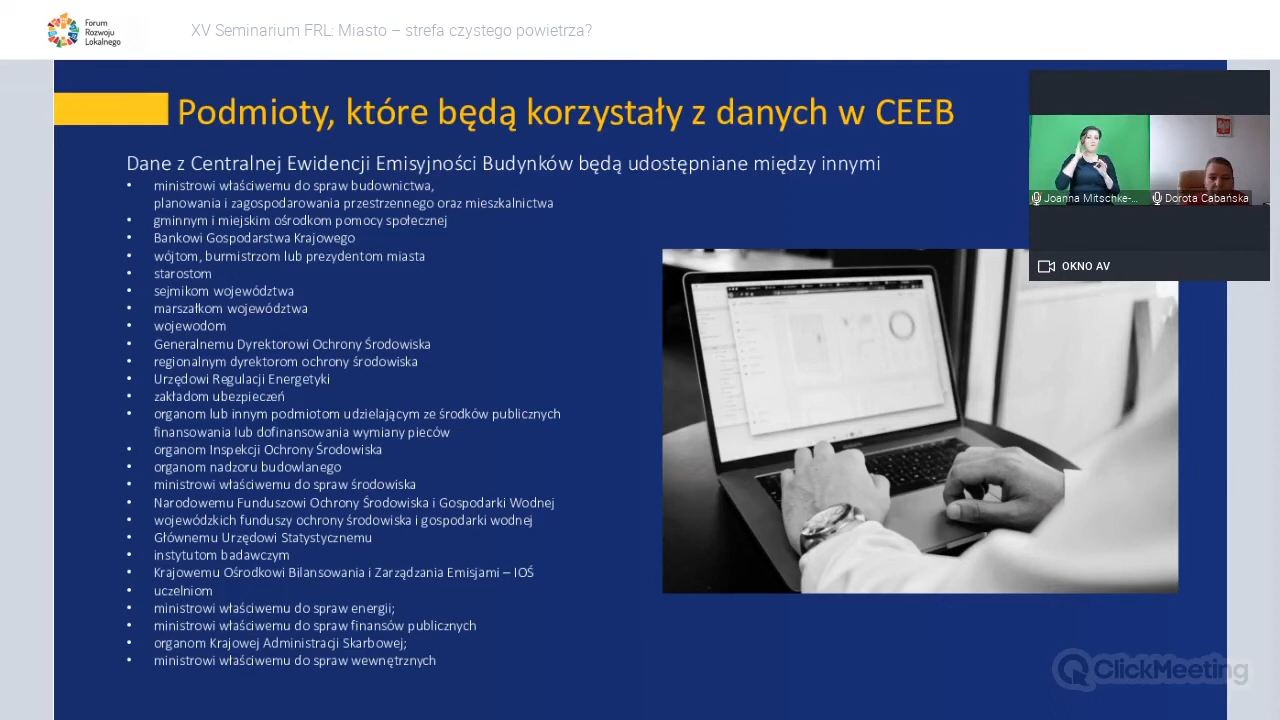 Forum
Rozwoju
Lokalnego
XV Seminarium FRL: Miasto – strefa czystego powietrza?
Podmioty, które będą korzystały z danych w CEEB
Dane z Centralnej Ewidencji Emisyjności Budynków będą udostępniane między innymi
• ministrowi właściwemu do spraw budownictwa,
planowania i zagospodarowania przestrzennego oraz mieszkalnictwa
• gminnym i miejskim ośrodkom pomocy społecznej
• Bankowi Gospodarstwa Krajowego
• wójtom, burmistrzom lub prezydentom miasta
• starostom
• sejmikom województwa
• marszałkom województwa
• wojewodom
• Generalnemu Dyrektorowi Ochrony Środowiska
• regionalnym dyrektorom ochrony środowiska
• Urzędowi Regulacji Energetyki
• zakładom ubezpieczeń
• organom lub innym podmiotom udzielającym ze środków publicznych
finansowania lub dofinansowania wymiany pieców
• organom Inspekcji Ochrony Środowiska
• organom nadzoru budowlanego
• ministrowi właściwemu do spraw środowiska
• Narodowemu Funduszowi Ochrony Środowiska i Gospodarki Wodnej
• wojewódzkich funduszy ochrony środowiska i gospodarki wodnej
• Głównemu Urzędowi Statystycznemu
• instytutom badawczym
• Krajowemu Ośrodkowi Bilansowania i Zarządzania Emisjami – IOŚ
• uczelniom
• ministrowi właściwemu do spraw energii;
• ministrowi właściwemu do spraw finansów publicznych
• organom Krajowej Administracji Skarbowej;
• ministrowi właściwemu do spraw wewnętrznych
Joanna Mitschke-...
Dorota Cabańska
OKNO AV
ClickMeeting